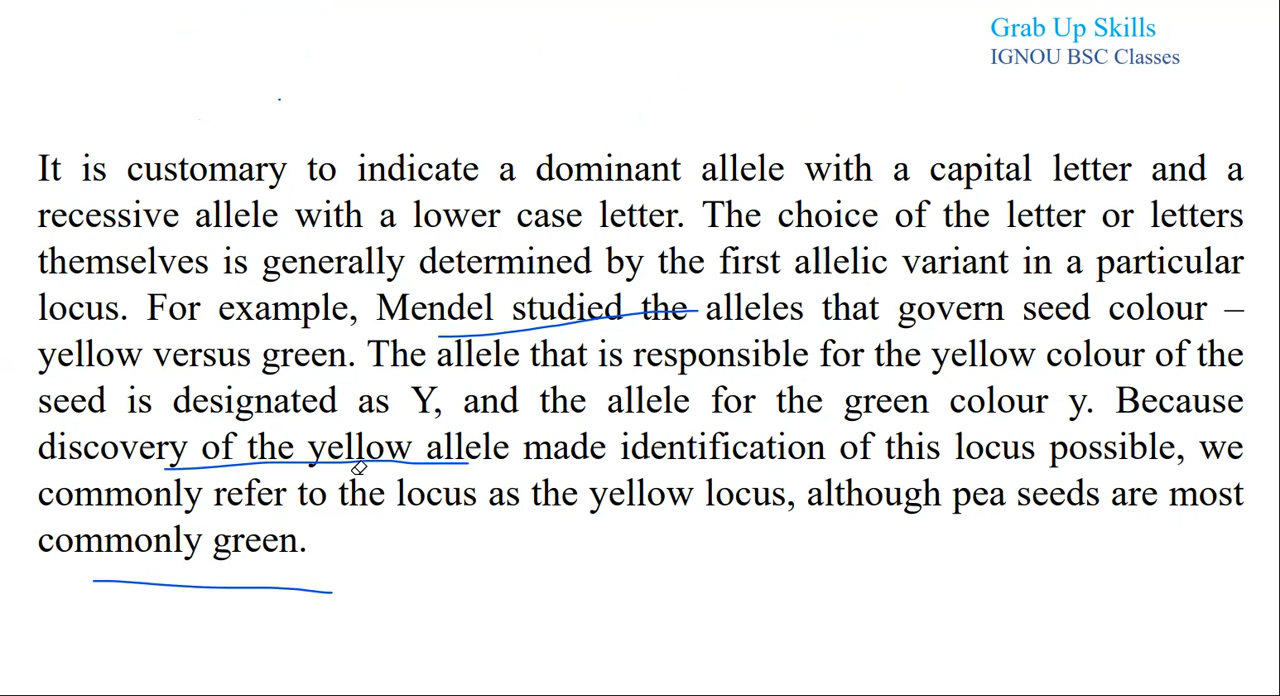 Grab Up Skills
IGNOU BSC Classes
It is customary to indicate a dominant allele with a capital letter and a
recessive allele with a lower case letter. The choice of the letter or letters
themselves is generally determined by the first allelic variant in a particular
locus. For example, Mendel studied the alleles that govern seed colour –
yellow versus green. The allele that is responsible for the yellow colour of the
seed is designated as Y, and the allele for the green colour y. Because
discovery of the yellow allele made identification of this locus possible, we
commonly refer to the locus as the yellow locus, although pea seeds are most
commonly green.